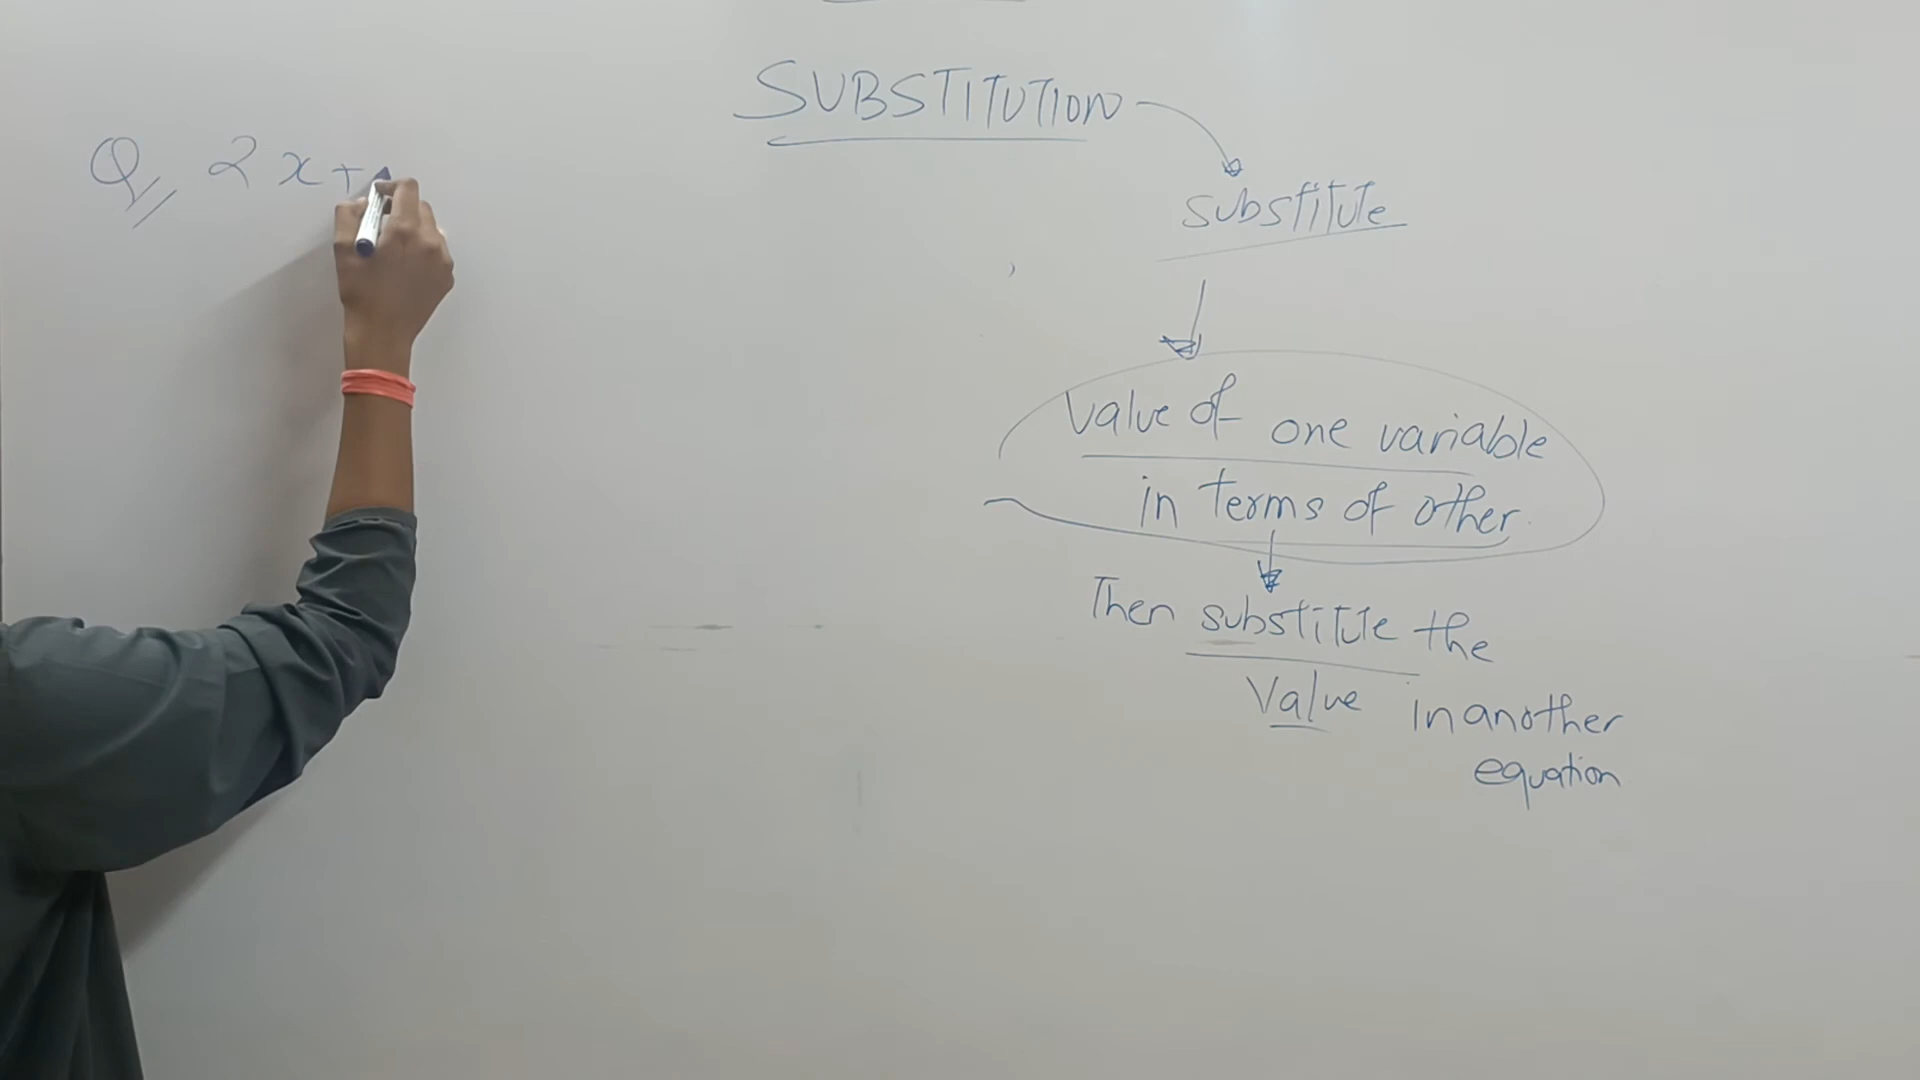 SUBSTITUTION
Q, 2x+
substitute
Value of one variable
in terms of other.
Then substitute the
Value in another
equation